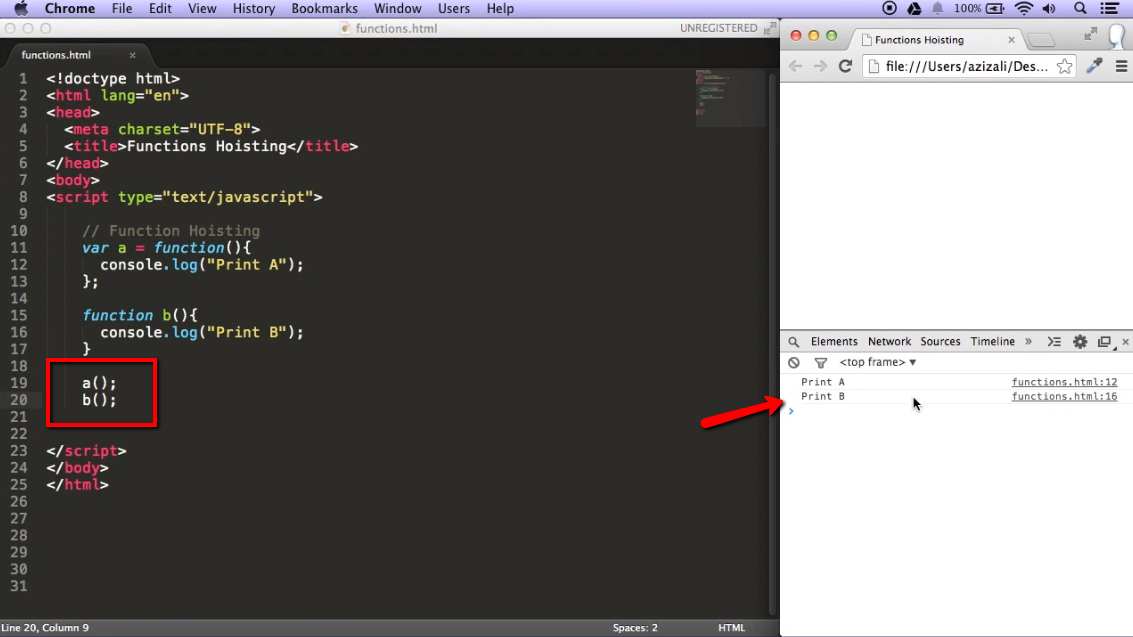 Chrome File Edit View History Bookmarks Window Users Help 100%
functions.html UNREGISTERED
functions.html ×
1 <!doctype html>
2 <html lang="en">
3 <head>
4 <meta charset="UTF-8">
5 <title>Functions Hoisting</title>
6 </head>
7 <body>
8 <script type="text/javascript">
9
10 // Function Hoisting
11 var a = function(){
12 console.log("Print A");
13 };
14
15 function b(){
16 console.log("Print B");
17 }
18
19 a();
20 b();
21
22
23 </script>
24 </body>
25 </html>
26
27
28
29
30
31
Line 20, Column 9 Spaces: 2 HTML
Functions Hoisting ×
file:///Users/azizali/Des...
Elements Network Sources Timeline » ×
<top frame> ▼
Print A functions.html:12
Print B functions.html:16
>